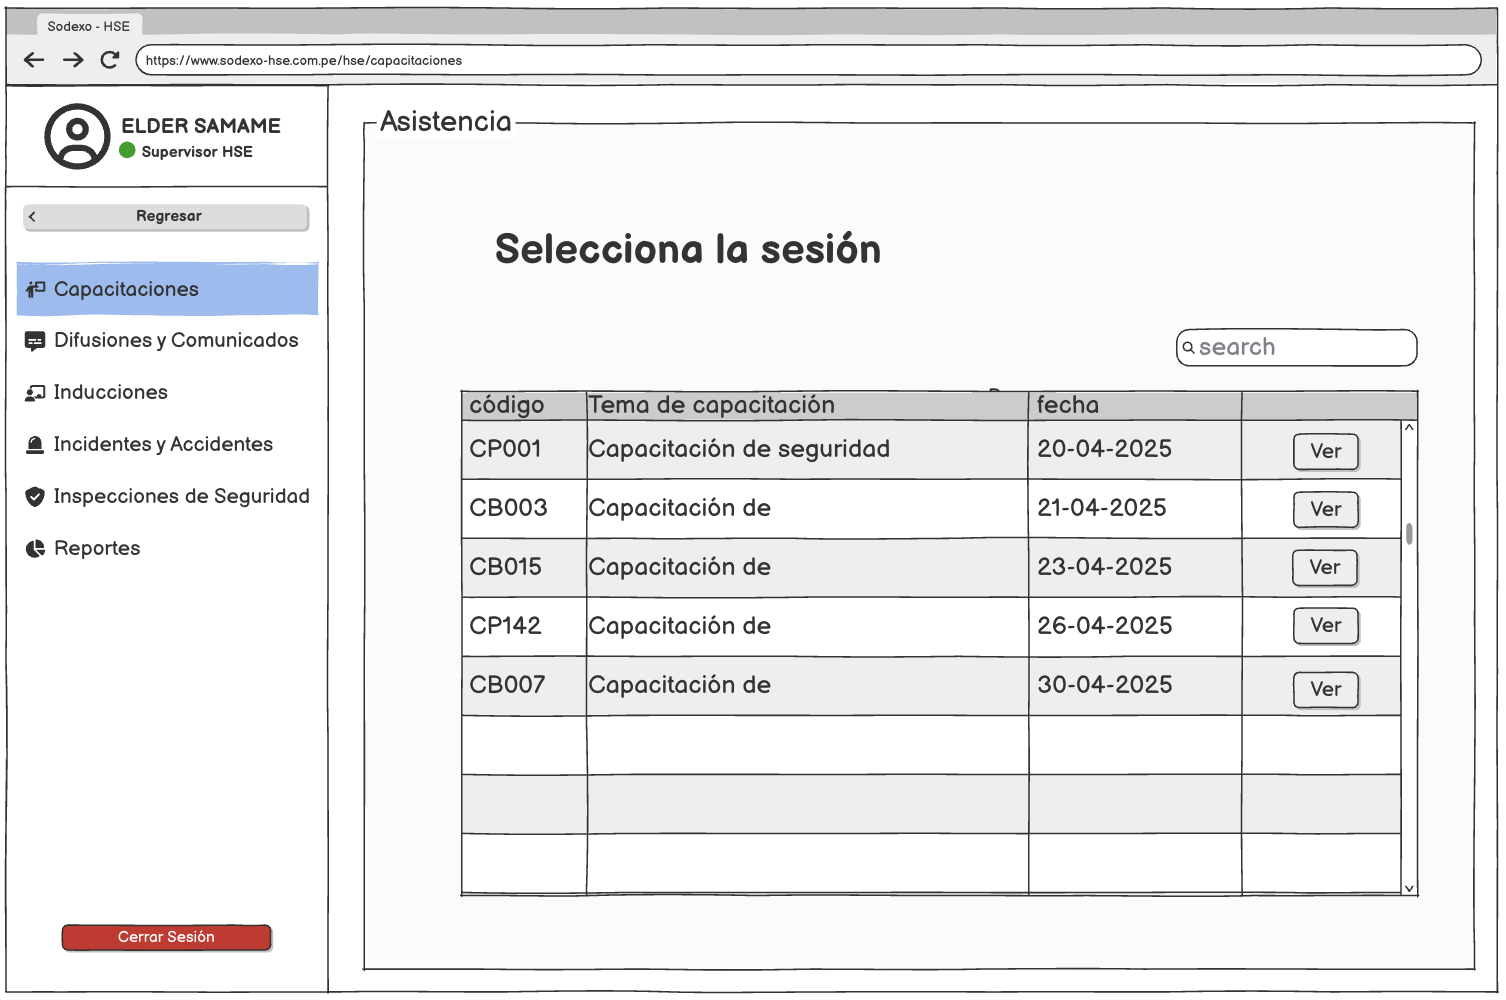 Sodexo - HSE
https://www.sodexo-hse.com.pe/hse/capacitaciones
ELDER SAMAME
Supervisor HSE
Regresar
Capacitaciones
Difusiones y Comunicados
Inducciones
Incidentes y Accidentes
Inspecciones de Seguridad
Reportes
Cerrar Sesión
Asistencia
Selecciona la sesión
search
código Tema de capacitación fecha
CP001 Capacitación de seguridad 20-04-2025 Ver
CB003 Capacitación de 21-04-2025 Ver
CB015 Capacitación de 23-04-2025 Ver
CP142 Capacitación de 26-04-2025 Ver
CB007 Capacitación de 30-04-2025 Ver